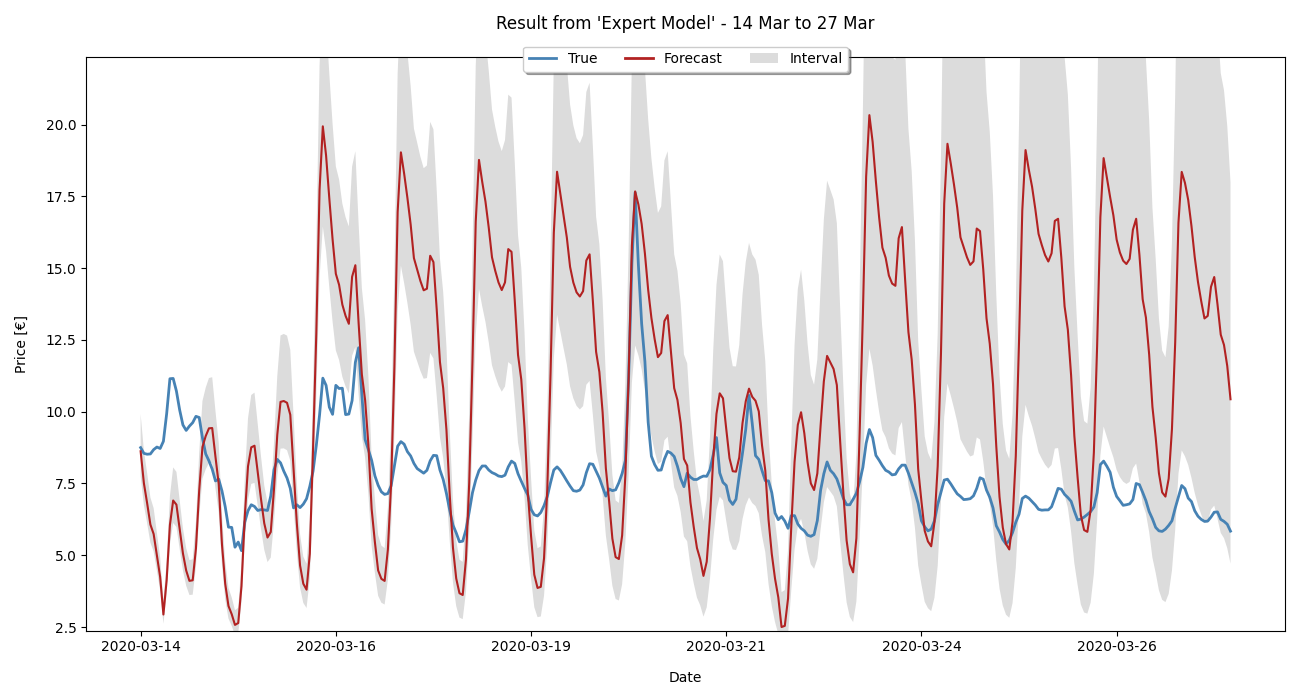 Result from 'Expert Model' - 14 Mar to 27 Mar
True Forecast Interval
Price [€]
20.0
17.5
15.0
12.5
10.0
7.5
5.0
2.5
2020-03-14 2020-03-16 2020-03-19 2020-03-21 2020-03-24 2020-03-26
Date